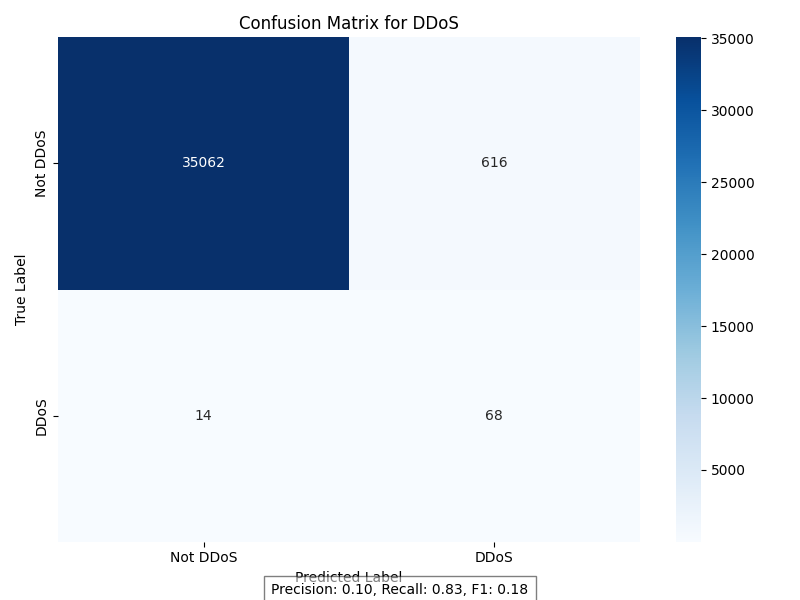 Confusion Matrix for DDoS
True Label
Not DDoS
DDoS
35062
616
14
68
Not DDoS
DDoS
Predicted Label
Precision: 0.10, Recall: 0.83, F1: 0.18
35000
30000
25000
20000
15000
10000
5000